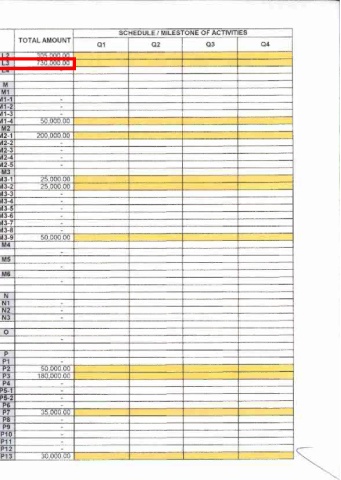 TOTAL AMOUNT
SCHEDULE / MILESTONE OF ACTIVITIES
Q1 Q2 Q3 Q4
L2 305,000.00
L3 730,000.00
L4 -
M
M1
M1-1 -
M1-2 -
M1-3 -
M1-4 50,000.00
M2
M2-1 200,000.00
M2-2 -
M2-3 -
M2-4 -
M2-5 -
M3
M3-1 25,000.00
M3-2 25,000.00
M3-3 -
M3-4 -
M3-5 -
M3-6 -
M3-7 -
M3-8 -
M3-9 50,000.00
M4
-
M5
-
M6
-
N
N1 -
N2 -
N3 -
O
-
P
P1 -
P2 50,000.00
P3 180,000.00
P4 -
P5-1 -
P5-2 -
P6 -
P7 35,000.00
P8 -
P9 -
P10 -
P11 -
P12 -
P13 30,000.00